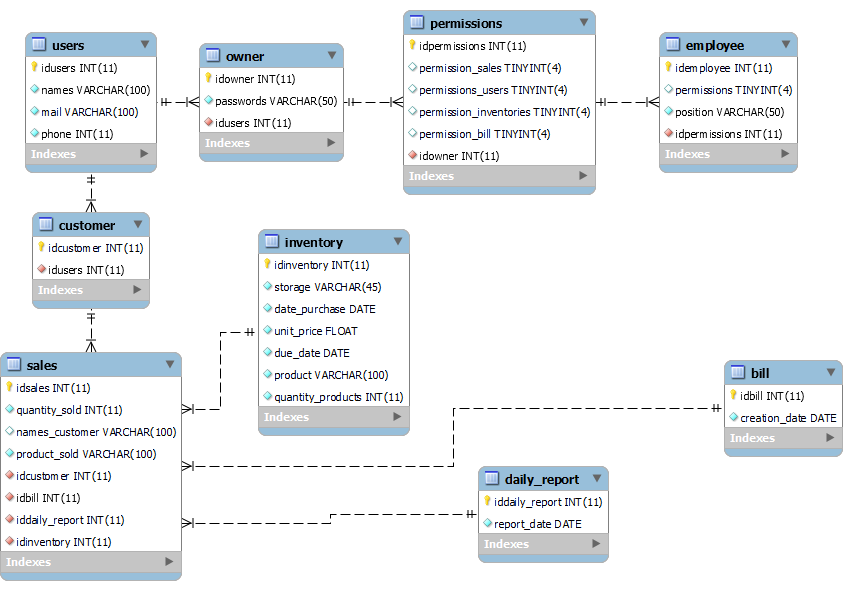 users
idusers INT(11)
names VARCHAR(100)
mail VARCHAR(100)
phone INT(11)
Indexes
owner
idowner INT(11)
passwords VARCHAR(50)
idusers INT(11)
Indexes
permissions
idpermissions INT(11)
permission_sales TINYINT(4)
permissions_users TINYINT(4)
permission_inventories TINYINT(4)
permission_bill TINYINT(4)
idowner INT(11)
Indexes
employee
idemployee INT(11)
permissions TINYINT(4)
position VARCHAR(50)
idpermissions INT(11)
Indexes
customer
idcustomer INT(11)
idusers INT(11)
Indexes
inventory
idinventory INT(11)
storage VARCHAR(45)
date_purchase DATE
unit_price FLOAT
due_date DATE
product VARCHAR(100)
quantity_products INT(11)
Indexes
sales
idsales INT(11)
quantity_sold INT(11)
names_customer VARCHAR(100)
product_sold VARCHAR(100)
idcustomer INT(11)
idbill INT(11)
iddaily_report INT(11)
idinventory INT(11)
Indexes
bill
idbill INT(11)
creation_date DATE
Indexes
daily_report
iddaily_report INT(11)
report_date DATE
Indexes